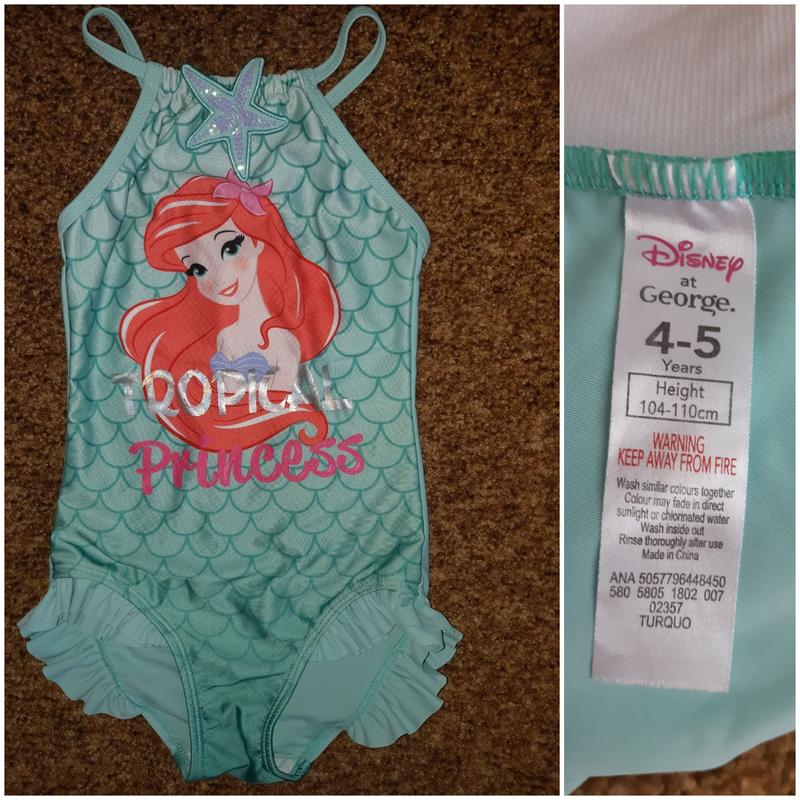 TROPICAL
Princess
Disney
at
George.
4-5
Years
Height
104-110cm
WARNING
KEEP AWAY FROM FIRE
Wash similar colours together
Colour may fade in direct
sunlight or chlorinated water
Wash inside out
Rinse thoroughly after use
Made in China
ANA 5057796448450
580 5805 1802 007
02357
TURQUO